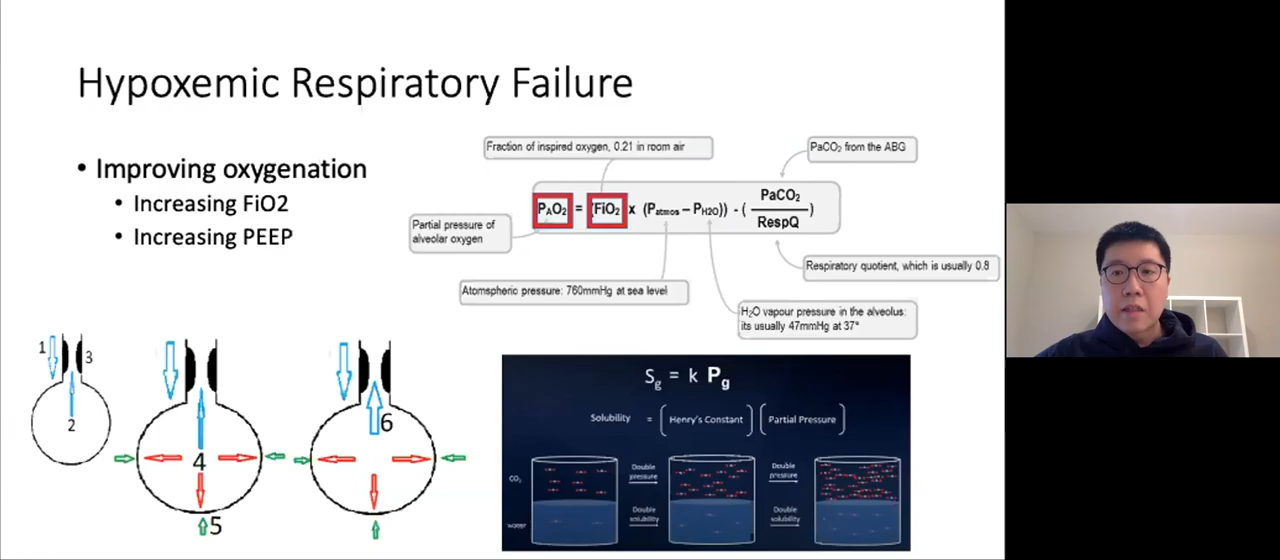 Hypoxemic Respiratory Failure
• Improving oxygenation
• Increasing FiO2
• Increasing PEEP
Fraction of inspired oxygen, 0.21 in room air
PaCO₂ from the ABG
PAO₂ = (FiO₂ x (Patmos – PH2O)) - (PaCO₂ / RespQ)
Partial pressure of
alveolar oxygen
Respiratory quotient, which is usually 0.8
Atomspheric pressure: 760mmHg at sea level
H₂O vapour pressure in the alveolus:
its usually 47mmHg at 37°
1
3
2
4
5
6
Sg = k Pg
Solubility = (Henry's Constant) (Partial Pressure)
CO₂
water
Double
pressure
Double
solubility
Double
pressure
Double
solubility